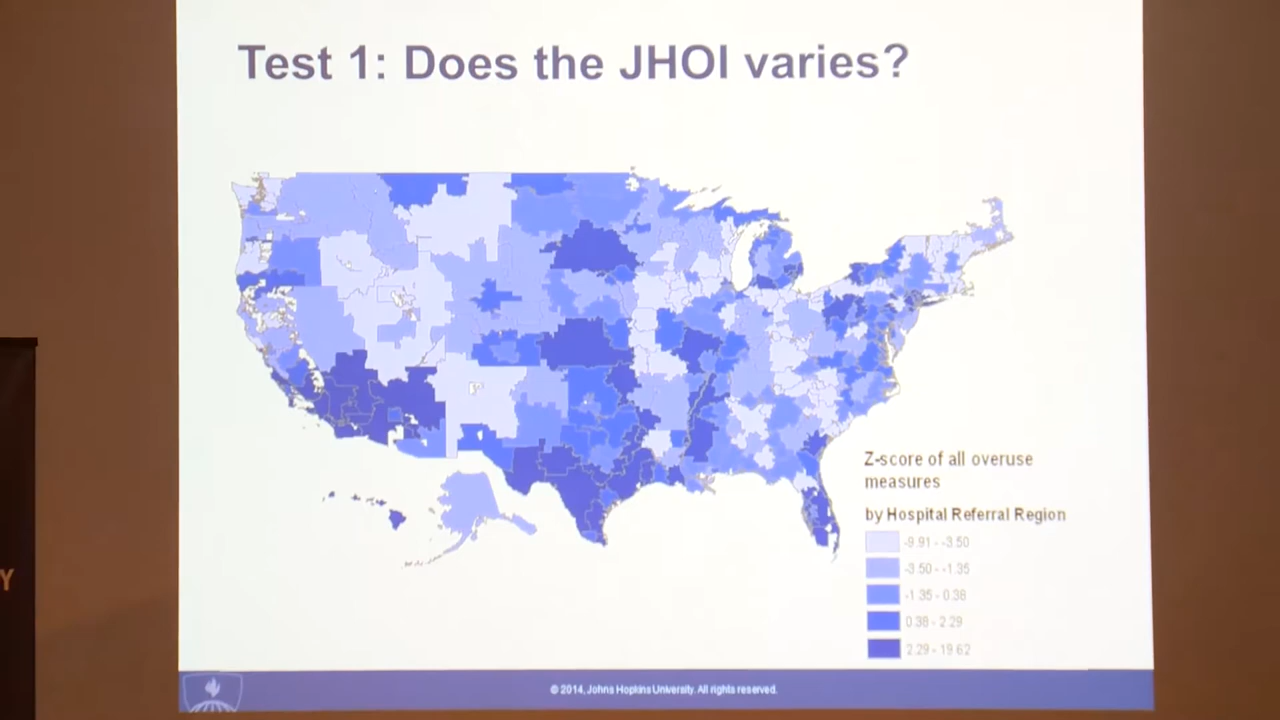 Test 1: Does the JHOI varies?
Z-score of all overuse
measures
by Hospital Referral Region
-9.91 - -3.50
-3.50 - -1.35
-1.35 - 0.38
0.38 - 2.29
2.29 - 19.62
Y
© 2014, Johns Hopkins University. All rights reserved.